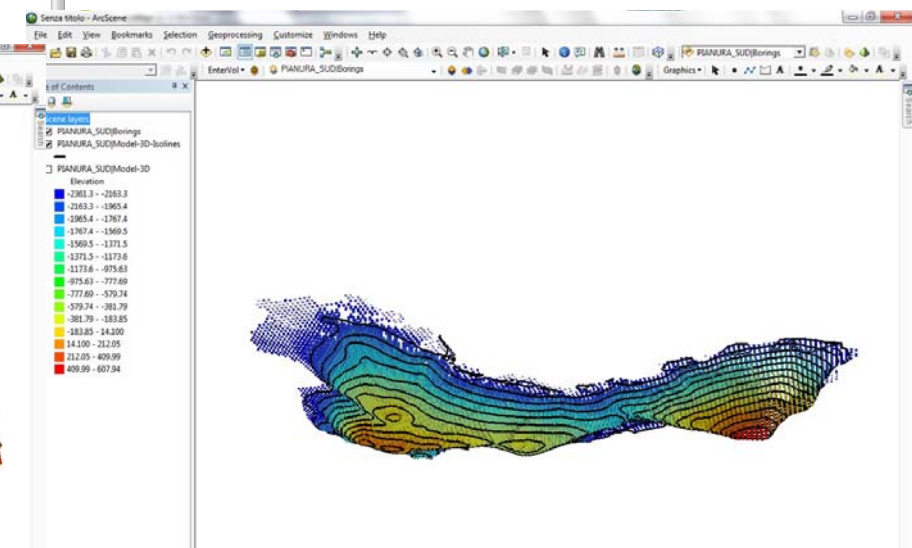 Senza titolo - ArcScene
File Edit View Bookmarks Selection Geoprocessing Customize Windows Help
PIANURA_SUD|Borings
EnterVol PIANURA_SUD|Borings Graphics
of Contents
Search
Scene layers
PIANURA_SUD|Borings
PIANURA_SUD|Model-3D-Isolines
PIANURA_SUD|Model-3D
Elevation
-2361.3 - -2163.3
-2163.3 - -1965.4
-1965.4 - -1767.4
-1767.4 - -1569.5
-1569.5 - -1371.5
-1371.5 - -1173.6
-1173.6 - -975.63
-975.63 - -777.69
-777.69 - -579.74
-579.74 - -381.79
-381.79 - -183.85
-183.85 - 14.100
14.100 - 212.05
212.05 - 409.99
409.99 - 607.94